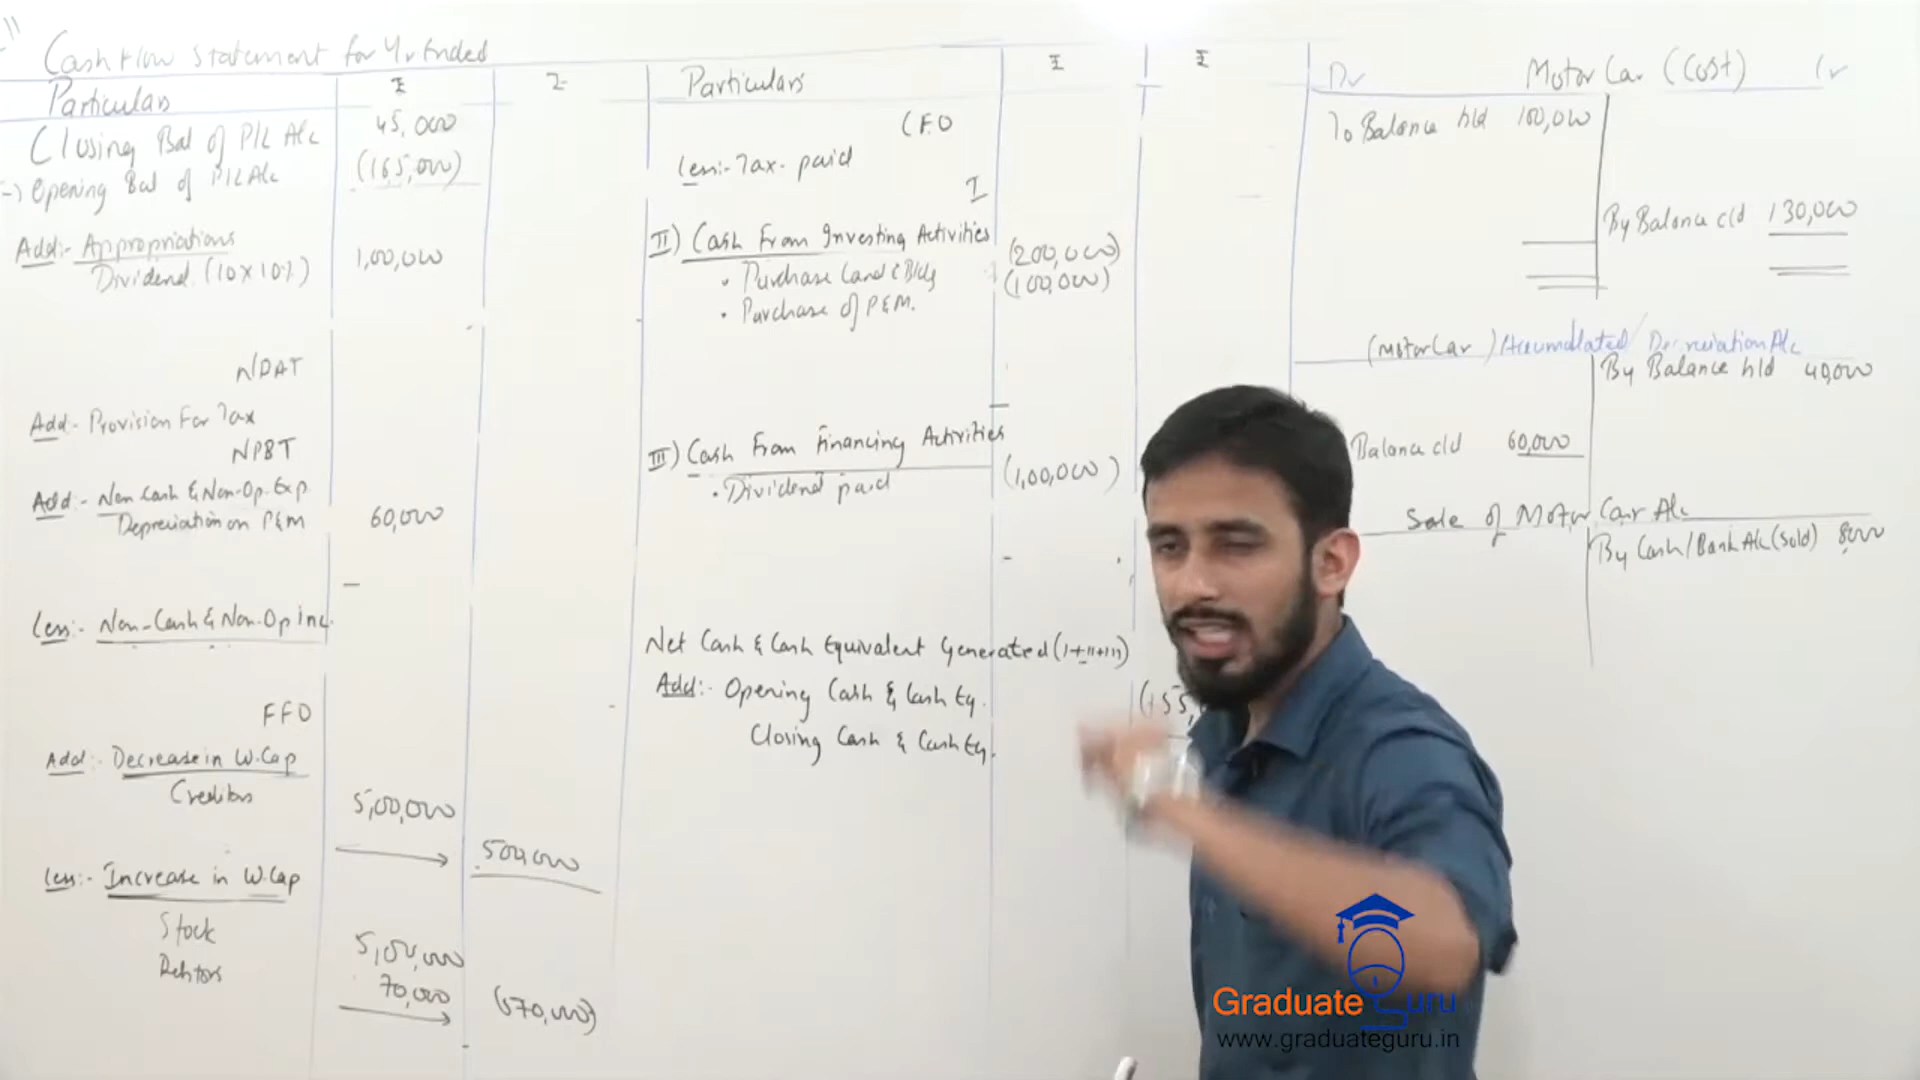 Cash Flow Statement for Yr Ended
Particulars ₹ ₹
Closing Bal of P/L A/c 45,000
(-) Opening Bal of P/L A/c (165,000)
Add:- Appropriations
Dividend (10 x 10%) 1,00,000
NPAT
Add:- Provision For Tax
NPBT
Add:- Non Cash & Non-Op. Exp.
Depreciation on P&M 60,000
Less:- Non-Cash & Non-Op inc.
FFO
Add:- Decrease in W.Cap
Creditors 5,00,000
500,000
Less:- Increase in W.Cap
Stock 5,00,000
Debtors 70,000 (570,000)
Particulars ₹ ₹
CFO
Less:- Tax paid
I
II) Cash From Investing Activities
• Purchase Land & Bldg (200,000)
• Purchase of P&M. (100,000)
III) Cash From Financing Activities
• Dividend paid (1,00,000)
Net Cash & Cash Equivalent Generated (I+II+III)
Add:- Opening Cash & Cash Eq. (155,
Closing Cash & Cash Eq.
Dr Motor Car (Cost) Cr
To Balance b/d 100,000
By Balance c/d 130,000
(Motor Car) Accumulated Depreciation A/c
By Balance b/d 40,000
Balance c/d 60,000
Sale of Motor Car A/c
By Cash/Bank A/c (Sold) 8,000
Graduate Guru
www.graduateguru.in